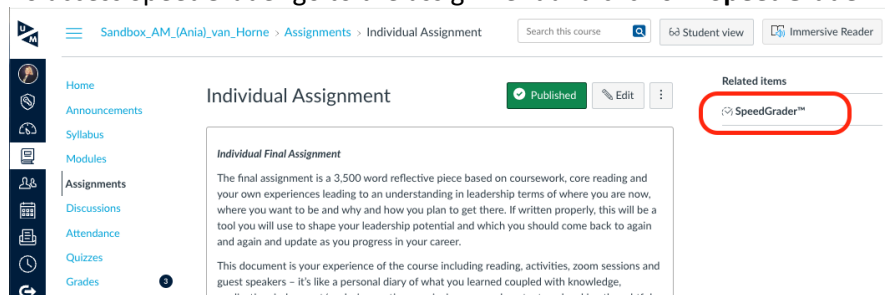 Sandbox_AM_(Ania)_van_Horne › Assignments › Individual Assignment
Search this course
Student view
Immersive Reader
Home
Announcements
Syllabus
Modules
Assignments
Discussions
Attendance
Quizzes
Grades 3
Individual Assignment
Published
Edit
Related items
SpeedGrader™
Individual Final Assignment
The final assignment is a 3,500 word reflective piece based on coursework, core reading and
your own experiences leading to an understanding in leadership terms of where you are now,
where you want to be and why and how you plan to get there. If written properly, this will be a
tool you will use to shape your leadership potential and which you should come back to again
and again and update as you progress in your career.
This document is your experience of the course including reading, activities, zoom sessions and
guest speakers – it's like a personal diary of what you learned coupled with knowledge,